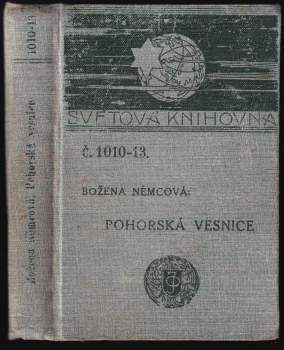 1010-13
Božena Němcová, Pohorská vesnice
SVĚTOVÁ KNIHOVNA
Č. 1010-13.
BOŽENA NĚMCOVÁ:
POHORSKÁ VESNICE